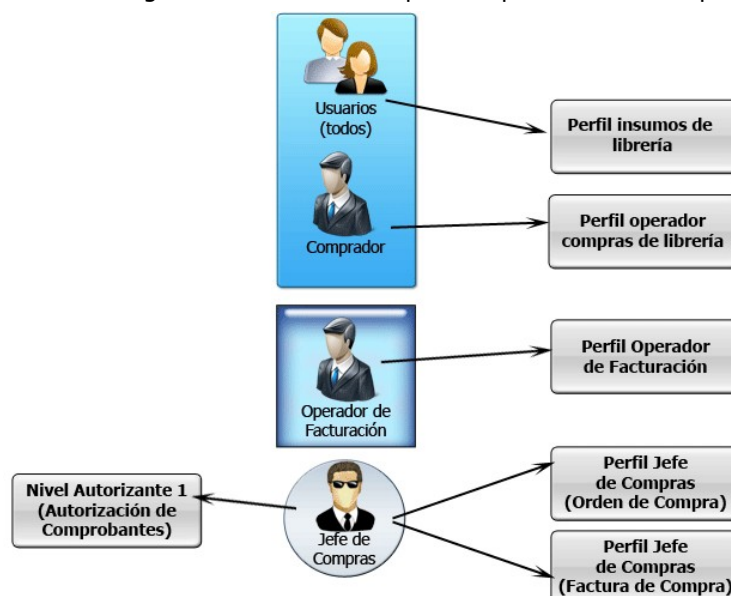 Usuarios
(todos)
Perfil insumos de
librería
Comprador
Perfil operador
compras de librería
Operador de
Facturación
Perfil Operador
de Facturación
Nivel Autorizante 1
(Autorización de
Comprobantes)
Jefe de
Compras
Perfil Jefe
de Compras
(Orden de Compra)
Perfil Jefe
de Compras
(Factura de Compra)